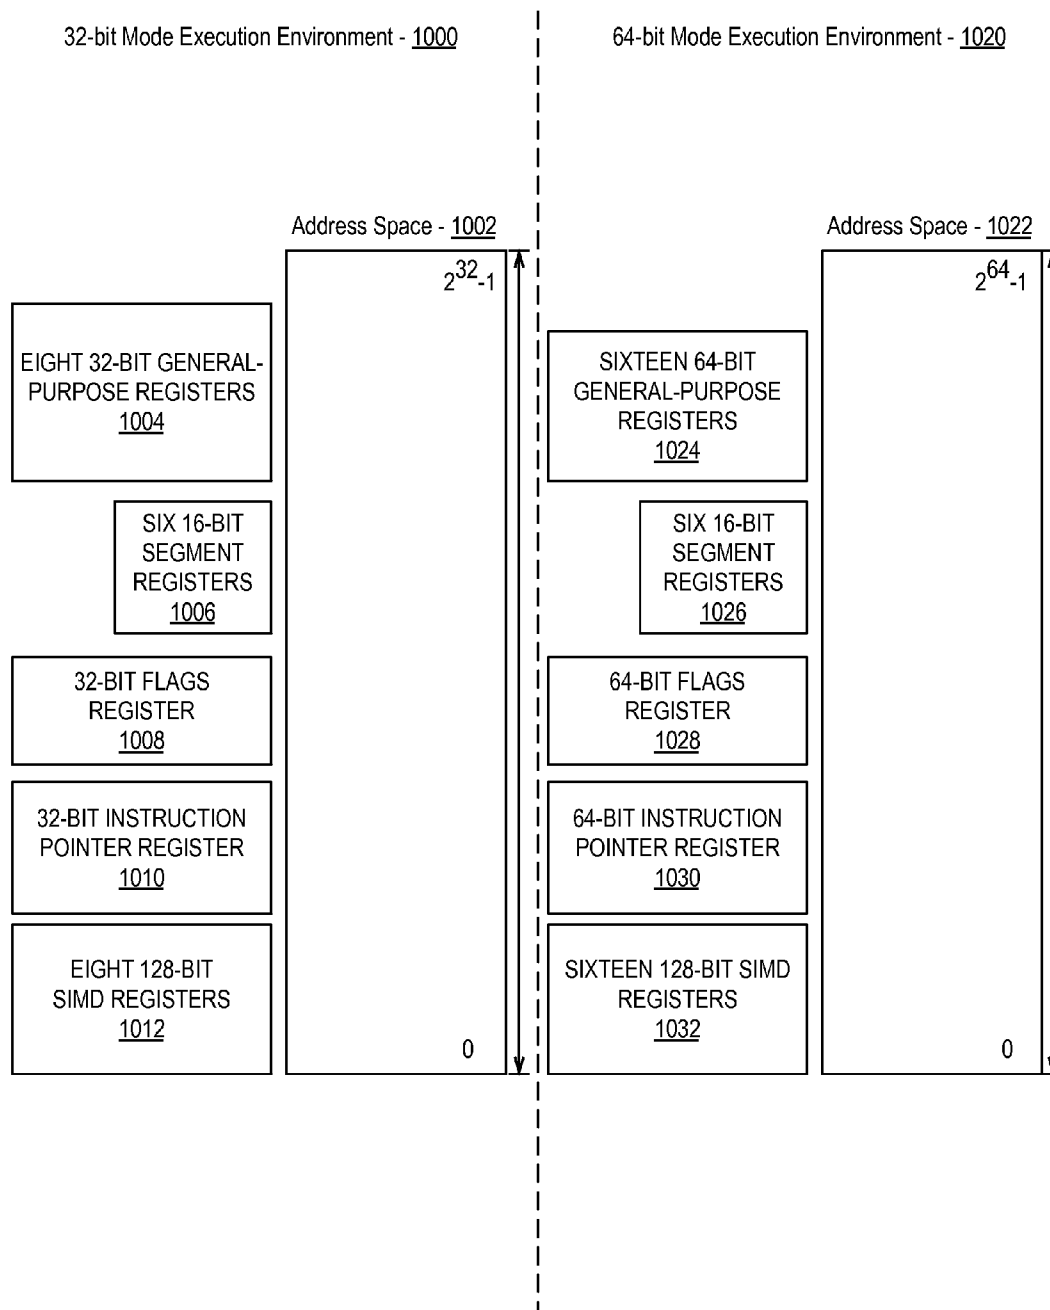 32-bit Mode Execution Environment - 1000
Address Space - 1002
2^32-1
EIGHT 32-BIT GENERAL-
PURPOSE REGISTERS
1004
SIX 16-BIT
SEGMENT
REGISTERS
1006
32-BIT FLAGS
REGISTER
1008
32-BIT INSTRUCTION
POINTER REGISTER
1010
EIGHT 128-BIT
SIMD REGISTERS
1012
0
64-bit Mode Execution Environment - 1020
Address Space - 1022
2^64-1
SIXTEEN 64-BIT
GENERAL-PURPOSE
REGISTERS
1024
SIX 16-BIT
SEGMENT
REGISTERS
1026
64-BIT FLAGS
REGISTER
1028
64-BIT INSTRUCTION
POINTER REGISTER
1030
SIXTEEN 128-BIT SIMD
REGISTERS
1032
0